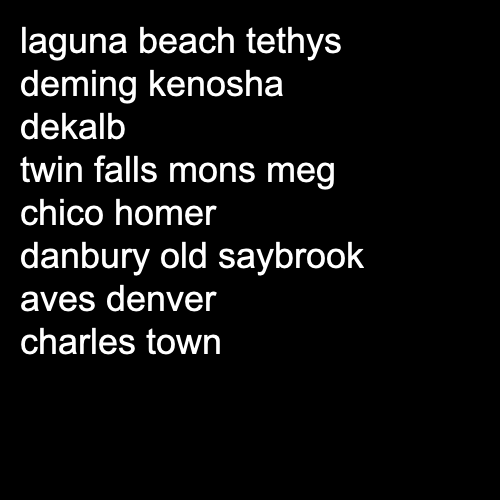 laguna beach tethys
deming kenosha
dekalb
twin falls mons meg
chico homer
danbury old saybrook
aves denver
charles town